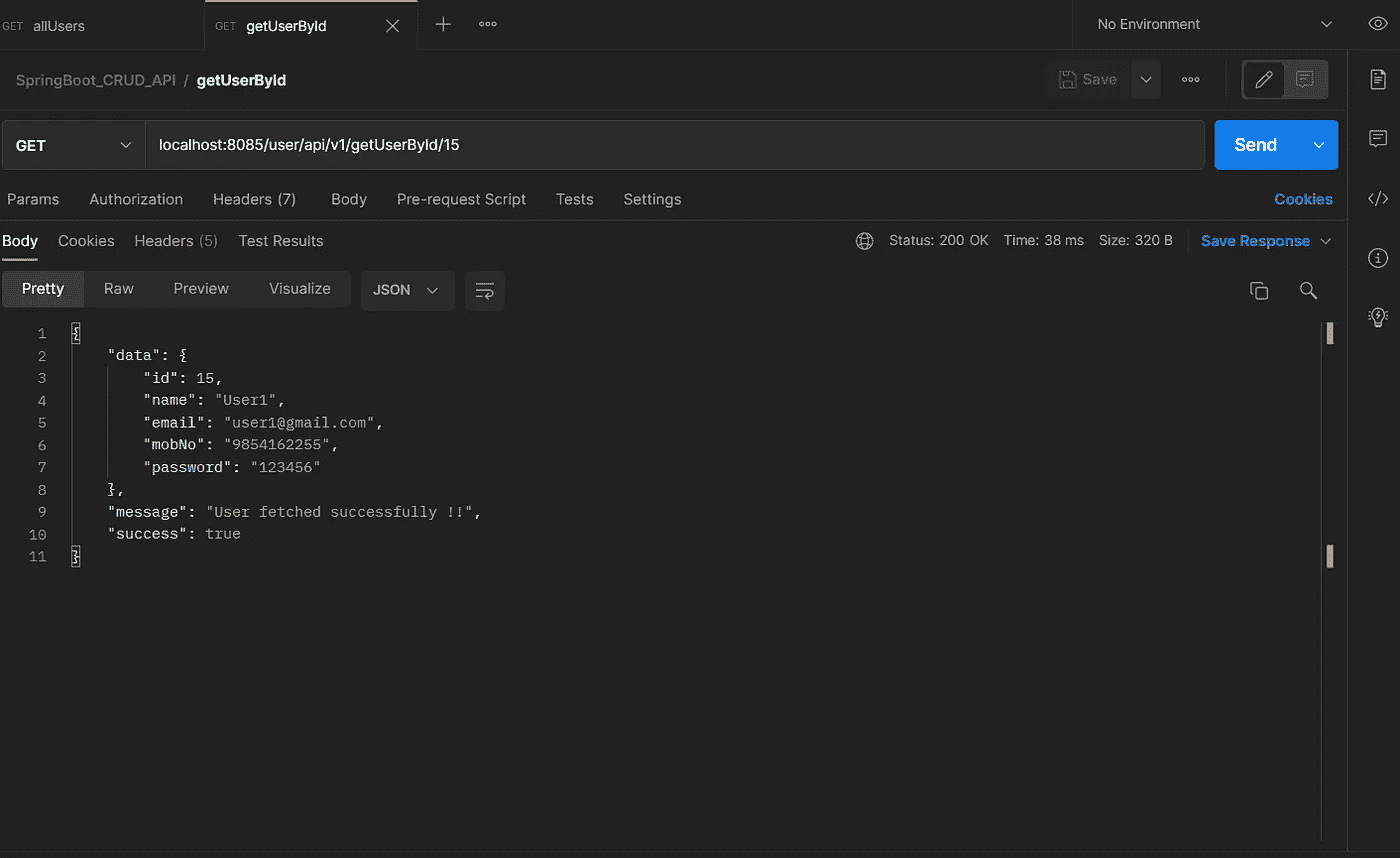 GET allUsers GET getUserById No Environment
SpringBoot_CRUD_API / getUserById Save
GET localhost:8085/user/api/v1/getUserById/15 Send
Params Authorization Headers (7) Body Pre-request Script Tests Settings Cookies
Body Cookies Headers (5) Test Results Status: 200 OK Time: 38 ms Size: 320 B Save Response
Pretty Raw Preview Visualize JSON
1 {
2 "data": {
3 "id": 15,
4 "name": "User1",
5 "email": "user1@gmail.com",
6 "mobNo": "9854162255",
7 "password": "123456"
8 },
9 "message": "User fetched successfully !!",
10 "success": true
11 }